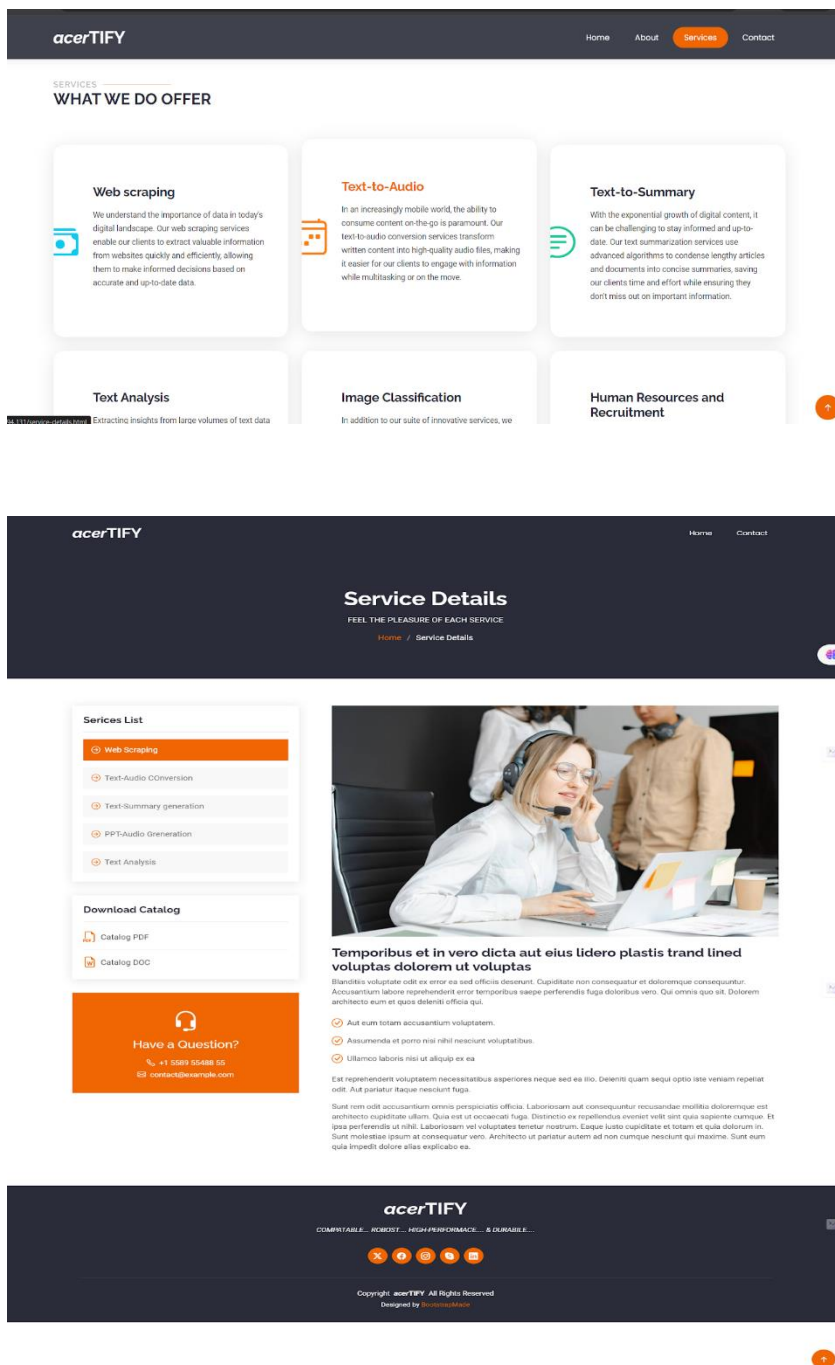 acerTIFY
Home About Services Contact
SERVICES
WHAT WE DO OFFER
Web scraping
We understand the importance of data in today's
digital landscape. Our web scraping services
enable our clients to extract valuable information
from websites quickly and efficiently, allowing
them to make informed decisions based on
accurate and up-to-date data.
Text-to-Audio
In an increasingly mobile world, the ability to
consume content on-the-go is paramount. Our
text-to-audio conversion services transform
written content into high-quality audio files, making
it easier for our clients to engage with information
while multitasking or on the move.
Text-to-Summary
With the exponential growth of digital content, it
can be challenging to stay informed and up-to-
date. Our text summarization services use
advanced algorithms to condense lengthy articles
and documents into concise summaries, saving
our clients time and effort while ensuring they
don't miss out on important information.
Text Analysis
Extracting insights from large volumes of text data
Image Classification
In addition to our suite of innovative services, we
Human Resources and
Recruitment
94.111/service-details.html
acerTIFY
Home Contact
Service Details
FEEL THE PLEASURE OF EACH SERVICE
Home / Service Details
Serices List
Web Scraping
Text-Audio COnversion
Text-Summary generation
PPT-Audio Greneration
Text Analysis
Download Catalog
Catalog PDF
Catalog DOC
Have a Question?
+1 5589 55488 55
contact@example.com
Temporibus et in vero dicta aut eius lidero plastis trand lined
voluptas dolorem ut voluptas
Blanditiis voluptate odit ex error ea sed officiis deserunt. Cupiditate non consequatur et doloremque consequuntur.
Accusantium labore reprehenderit error temporibus saepe perferendis fuga doloribus vero. Qui omnis quo sit. Dolorem
architecto eum et quos deleniti officia qui.
Aut eum totam accusantium voluptatem.
Assumenda et porro nisi nihil nesciunt voluptatibus.
Ullamco laboris nisi ut aliquip ex ea
Est reprehenderit voluptatem necessitatibus asperiores neque sed ea illo. Deleniti quam sequi optio iste veniam repellat
odit. Aut pariatur itaque nesciunt fuga.
Sunt rem odit accusantium omnis perspiciatis officia. Laboriosam aut consequuntur recusandae mollitia doloremque est
architecto cupiditate ullam. Quia est ut occaecati fuga. Distinctio ex repellendus eveniet velit sint quia sapiente cumque. Et
ipsa perferendis ut nihil. Laboriosam vel voluptates tenetur nostrum. Eaque iusto cupiditate et totam et quia dolorum in.
Sunt molestiae ipsum at consequatur vero. Architecto ut pariatur autem ad non cumque nesciunt qui maxime. Sunt eum
quia impedit dolore alias explicabo ea.
acerTIFY
COMPATABLE... ROBOST.... HIGH-PERFORMACE.... & DURABILE....
Copyright acerTIFY All Rights Reserved
Designed by BootstrapMade